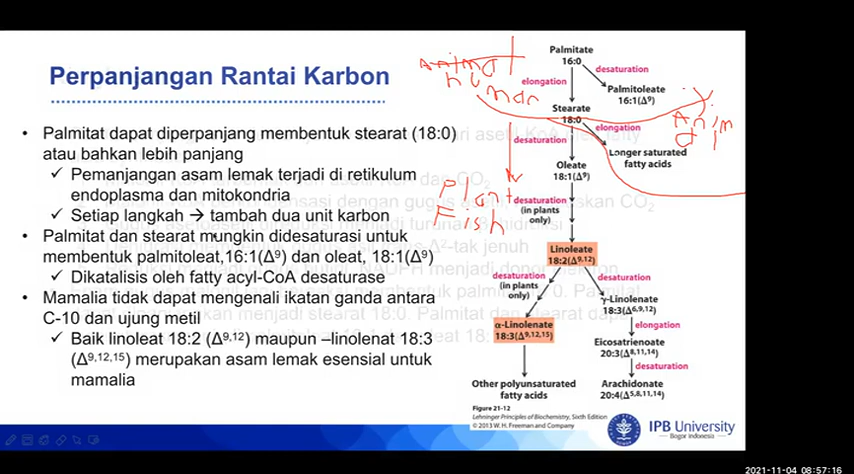 Perpanjangan Rantai Karbon
• Palmitat dapat diperpanjang membentuk stearat (18:0)
atau bahkan lebih panjang
✓ Pemanjangan asam lemak terjadi di retikulum
endoplasma dan mitokondria
✓ Setiap langkah → tambah dua unit karbon
• Palmitat dan stearat mungkin didesaturasi untuk
membentuk palmitoleat,16:1(Δ⁹) dan oleat, 18:1(Δ⁹)
✓ Dikatalisis oleh fatty acyl-CoA desaturase
• Mamalia tidak dapat mengenali ikatan ganda antara
C-10 dan ujung metil
✓ Baik linoleat 18:2 (Δ⁹,¹²) maupun –linolenat 18:3
(Δ⁹,¹²,¹⁵) merupakan asam lemak esensial untuk
mamalia
Animal
human
Animal
Plant
Fish
Palmitate
16:0
desaturation
Palmitoleate
16:1(Δ⁹)
elongation
Stearate
18:0
elongation
Longer saturated
fatty acids
desaturation
Oleate
18:1(Δ⁹)
desaturation
(in plants
only)
Linoleate
18:2(Δ⁹,¹²)
desaturation
(in plants
only)
desaturation
α-Linolenate
18:3(Δ⁹,¹²,¹⁵)
γ-Linolenate
18:3(Δ⁶,⁹,¹²)
elongation
Eicosatrienoate
20:3(Δ⁸,¹¹,¹⁴)
desaturation
Other polyunsaturated
fatty acids
Arachidonate
20:4(Δ⁵,⁸,¹¹,¹⁴)
Figure 21-12
Lehninger Principles of Biochemistry, Sixth Edition
© 2013 W. H. Freeman and Company
IPB University
Bogor Indonesia
2021-11-04 08:57:16